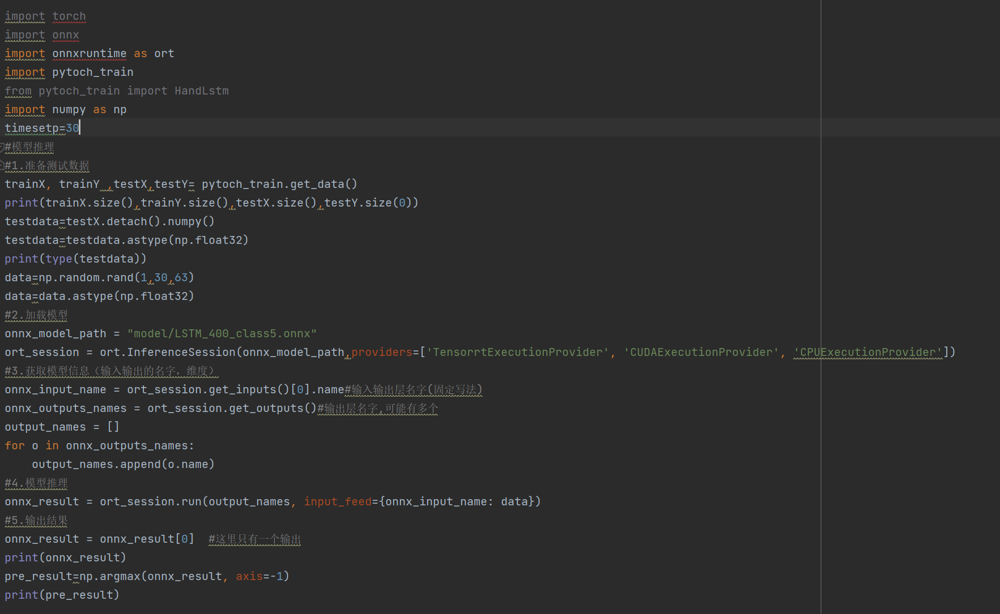 import torch
import onnx
import onnxruntime as ort
import pytoch_train
from pytoch_train import HandLstm
import numpy as np
timesetp=30
#模型推理
#1.准备测试数据
trainX, trainY ,testX,testY= pytoch_train.get_data()
print(trainX.size(),trainY.size(),testX.size(),testY.size(0))
testdata=testX.detach().numpy()
testdata=testdata.astype(np.float32)
print(type(testdata))
data=np.random.rand(1,30,63)
data=data.astype(np.float32)
#2.加载模型
onnx_model_path = "model/LSTM_400_class5.onnx"
ort_session = ort.InferenceSession(onnx_model_path,providers=['TensorrtExecutionProvider', 'CUDAExecutionProvider', 'CPUExecutionProvider'])
#3.获取模型信息（输入输出的名字，维度）
onnx_input_name = ort_session.get_inputs()[0].name#输入输出层名字(固定写法)
onnx_outputs_names = ort_session.get_outputs()#输出层名字,可能有多个
output_names = []
for o in onnx_outputs_names:
    output_names.append(o.name)
#4.模型推理
onnx_result = ort_session.run(output_names, input_feed={onnx_input_name: data})
#5.输出结果
onnx_result = onnx_result[0]  #这里只有一个输出
print(onnx_result)
pre_result=np.argmax(onnx_result, axis=-1)
print(pre_result)